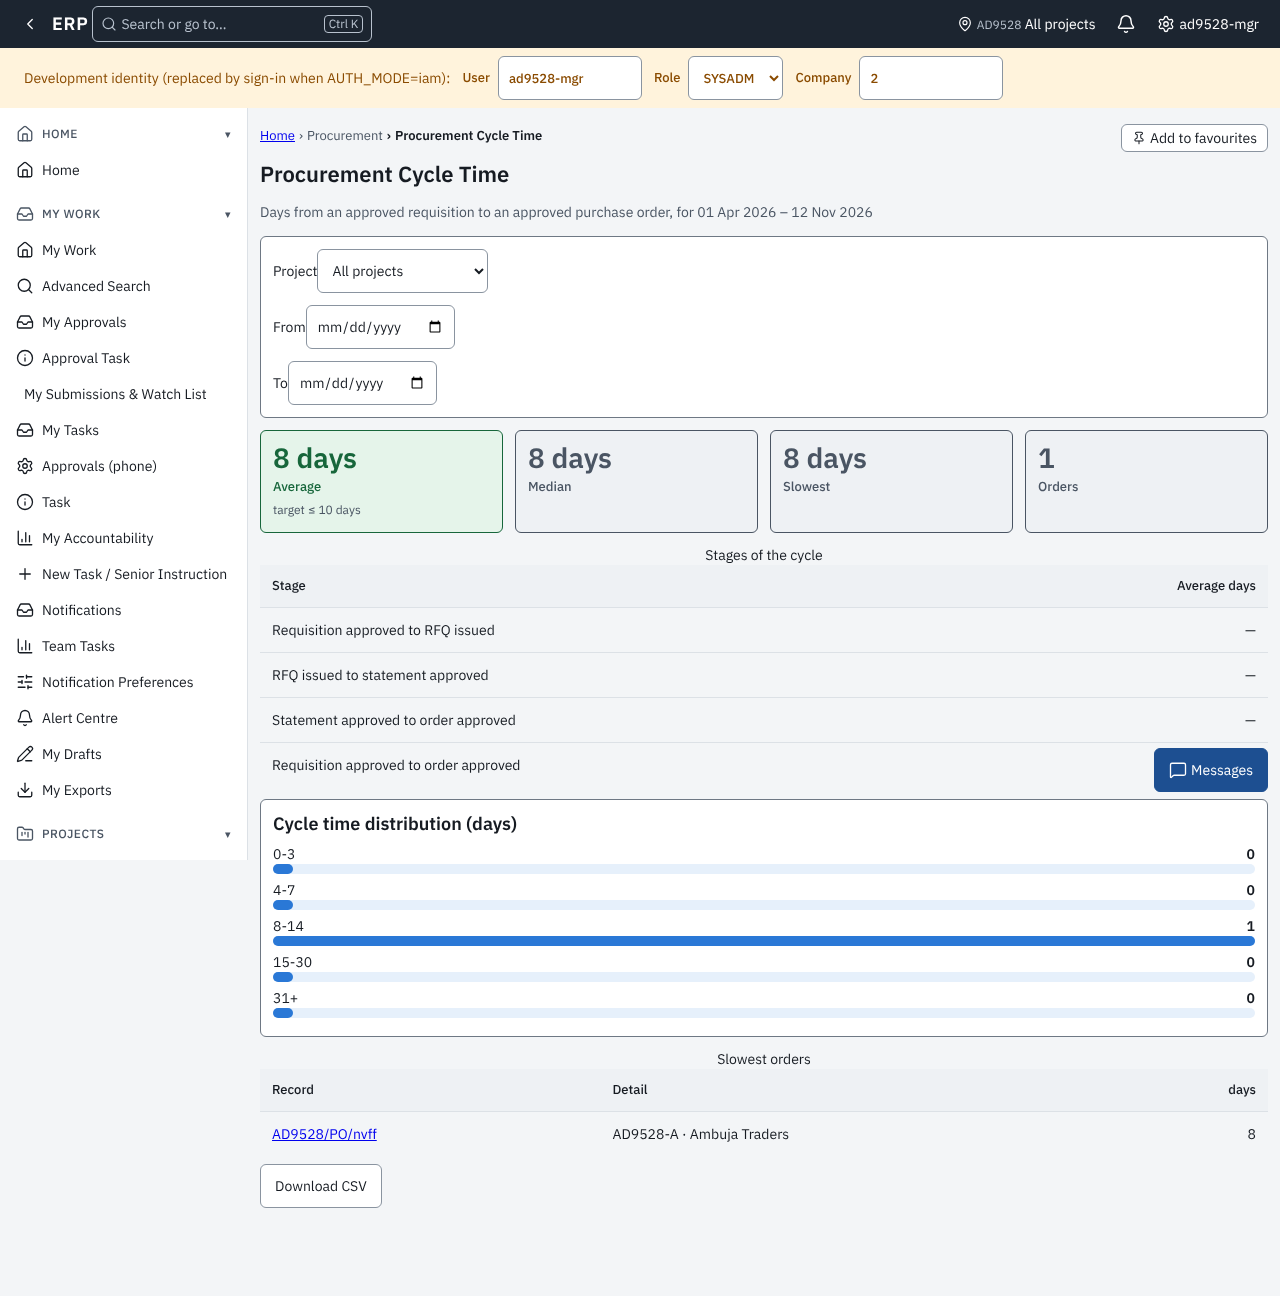 ERP
Search or go to...
Ctrl K
AD9528 All projects
ad9528-mgr
Development identity (replaced by sign-in when AUTH_MODE=iam):
User
ad9528-mgr
Role
SYSADM
Company
2
HOME
Home
MY WORK
My Work
Advanced Search
My Approvals
Approval Task
My Submissions & Watch List
My Tasks
Approvals (phone)
Task
My Accountability
New Task / Senior Instruction
Notifications
Team Tasks
Notification Preferences
Alert Centre
My Drafts
My Exports
PROJECTS
Home › Procurement › Procurement Cycle Time
Add to favourites
Procurement Cycle Time
Days from an approved requisition to an approved purchase order, for 01 Apr 2026 – 12 Nov 2026
Project All projects
From mm/dd/yyyy
To mm/dd/yyyy
8 days
Average
target ≤ 10 days
8 days
Median
8 days
Slowest
1
Orders
Stages of the cycle
Stage Average days
Requisition approved to RFQ issued —
RFQ issued to statement approved —
Statement approved to order approved —
Requisition approved to order approved
Messages
Cycle time distribution (days)
0-3 0
4-7 0
8-14 1
15-30 0
31+ 0
Slowest orders
Record Detail days
AD9528/PO/nvff AD9528-A · Ambuja Traders 8
Download CSV